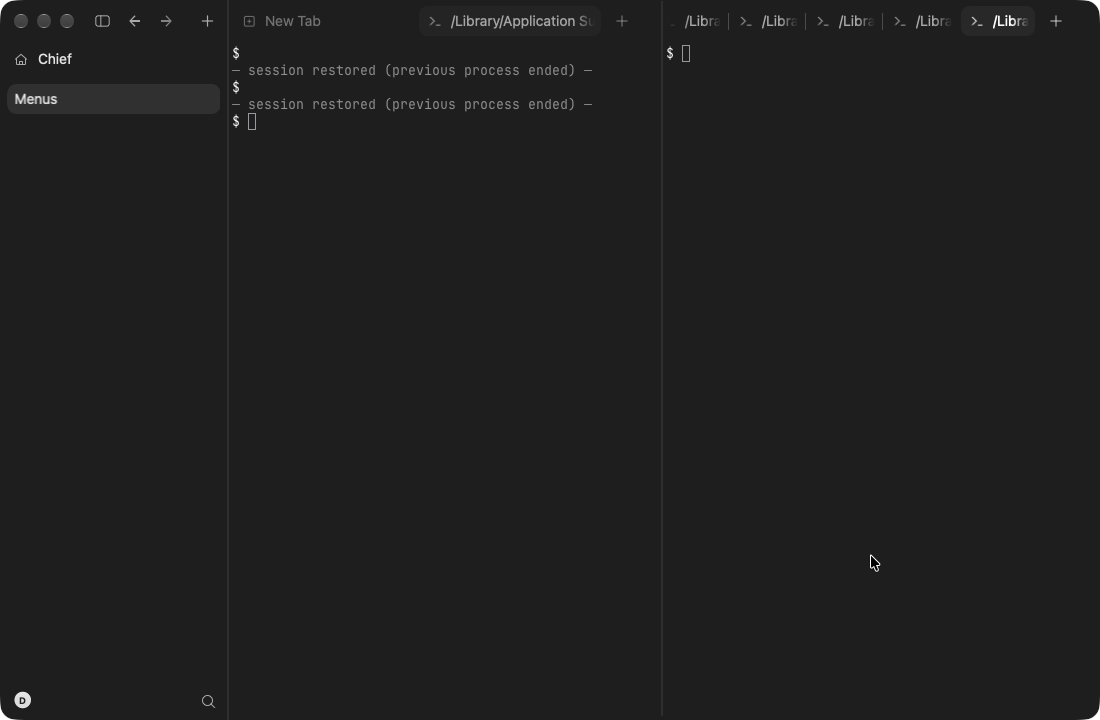 New Tab
/Library/Application Su
/Libra
/Libra
/Libra
/Libra
/Libra
Chief
Menus
$
— session restored (previous process ended) —
$
— session restored (previous process ended) —
$
$
D